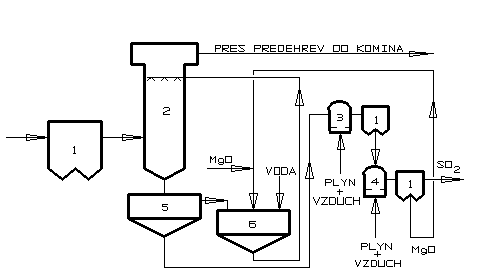 PRES PREDEHREV DO KOMINA
2
3
1
1
MgO
VODA
PLYN
+
VZDUCH
4
1
SO2
5
6
PLYN
+
VZDUCH
MgO